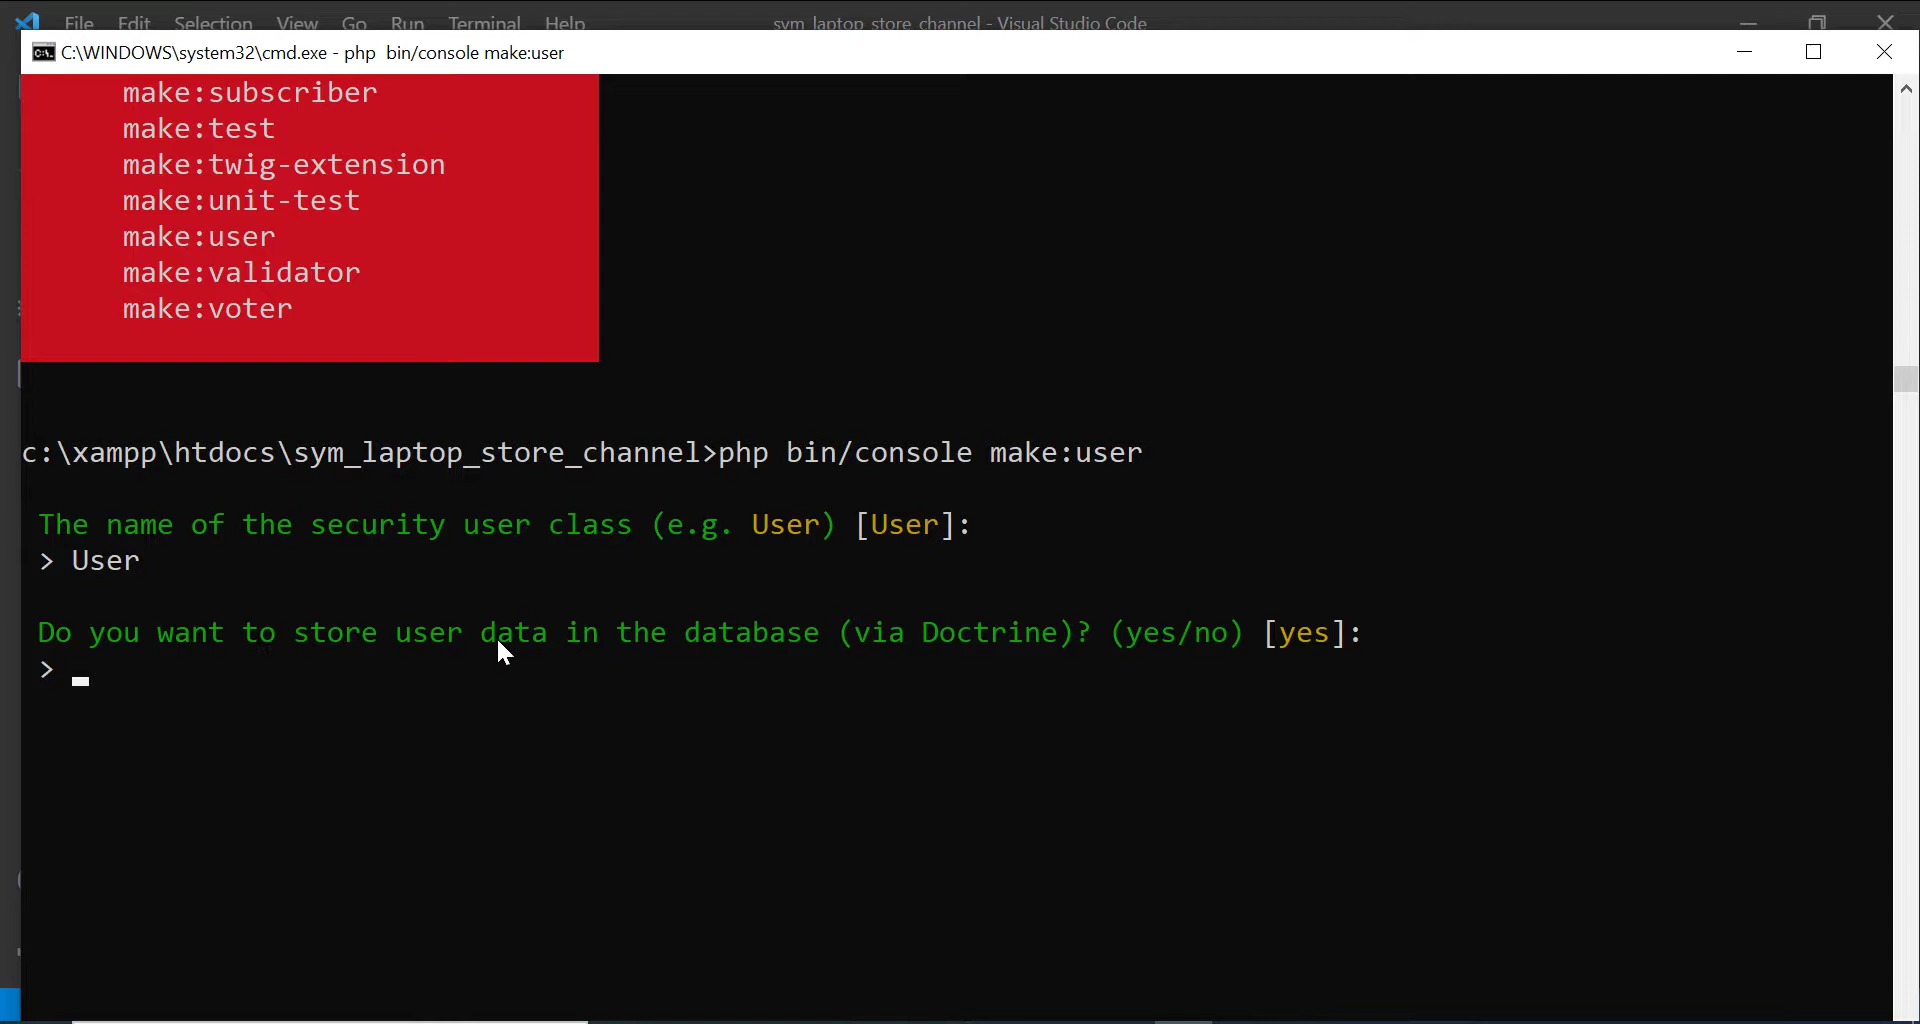 File Edit Selection View Go Run Terminal Help sym_laptop_store_channel - Visual Studio Code
C:\WINDOWS\system32\cmd.exe - php  bin/console make:user
make:subscriber
make:test
make:twig-extension
make:unit-test
make:user
make:validator
make:voter
c:\xampp\htdocs\sym_laptop_store_channel>php bin/console make:user
The name of the security user class (e.g. User) [User]:
> User
Do you want to store user data in the database (via Doctrine)? (yes/no) [yes]:
>